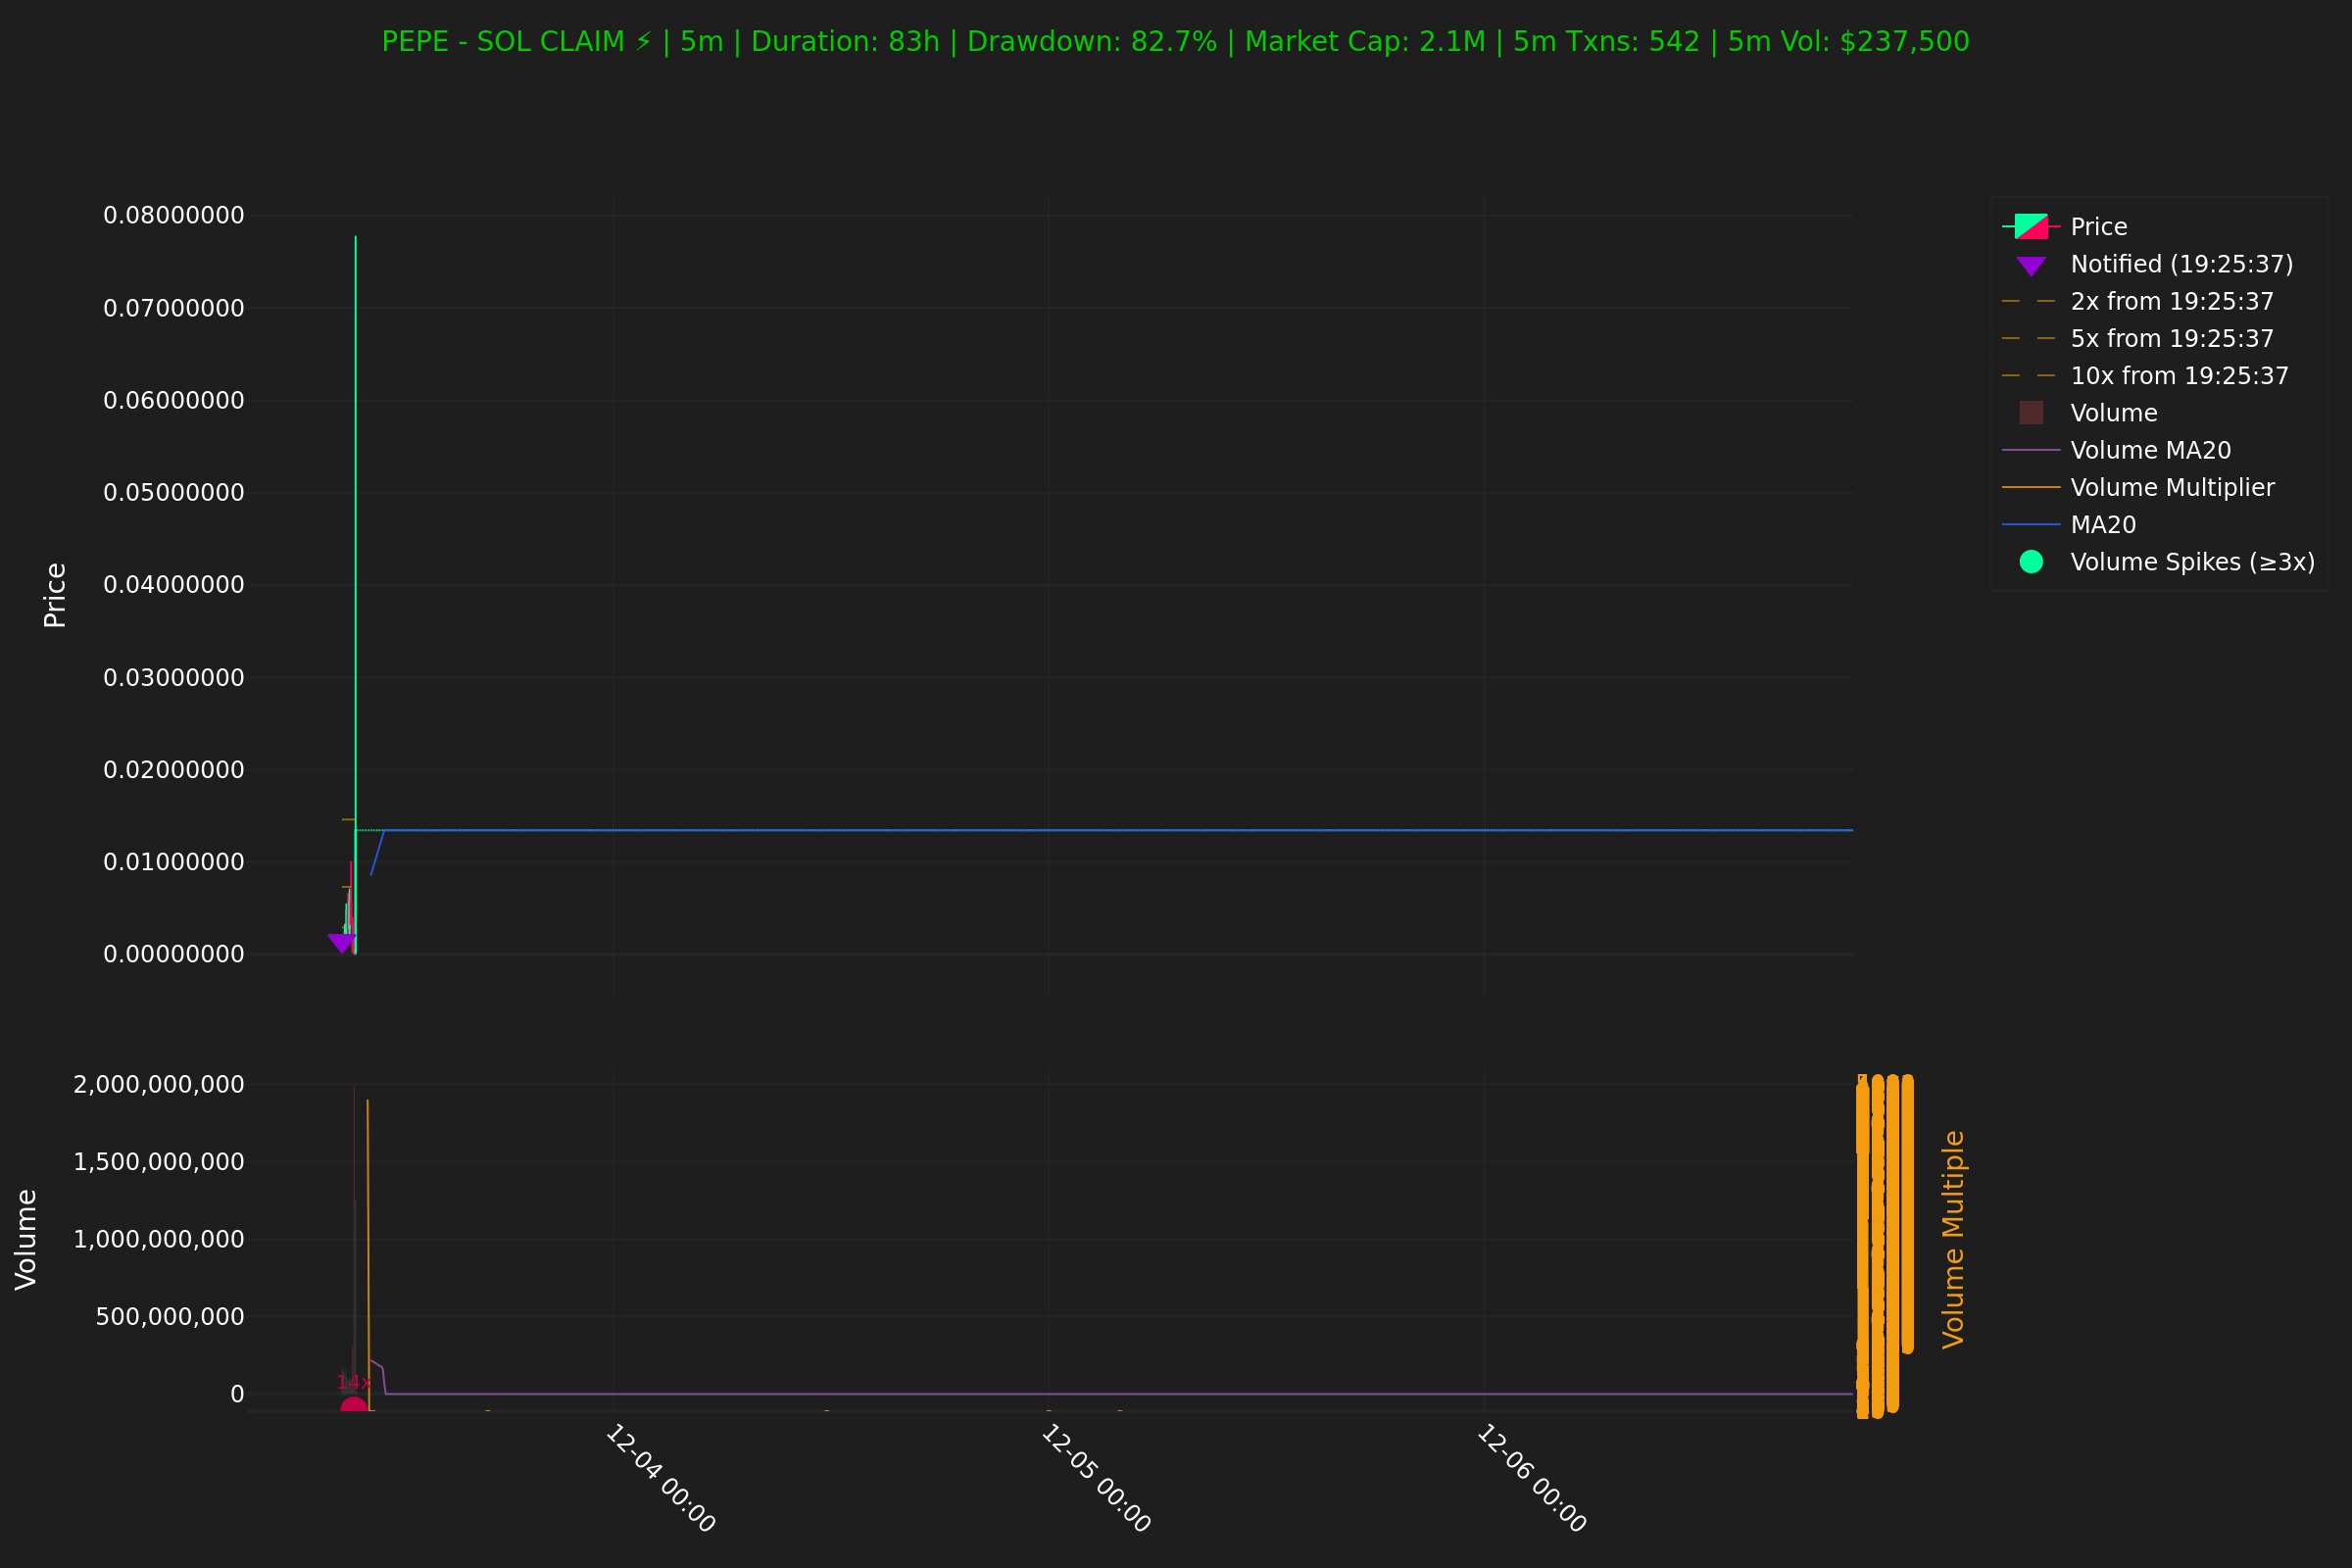 PEPE - SOL CLAIM ⚡ | 5m | Duration: 83h | Drawdown: 82.7% | Market Cap: 2.1M | 5m Txns: 542 | 5m Vol: $237,500
Price
0.08000000
0.07000000
0.06000000
0.05000000
0.04000000
0.03000000
0.02000000
0.01000000
0.00000000
Price
Notified (19:25:37)
2x from 19:25:37
5x from 19:25:37
10x from 19:25:37
Volume
Volume MA20
Volume Multiplier
MA20
Volume Spikes (≥3x)
Volume
2,000,000,000
1,500,000,000
1,000,000,000
500,000,000
0
14x
Volume Multiple
12-04 00:00
12-05 00:00
12-06 00:00